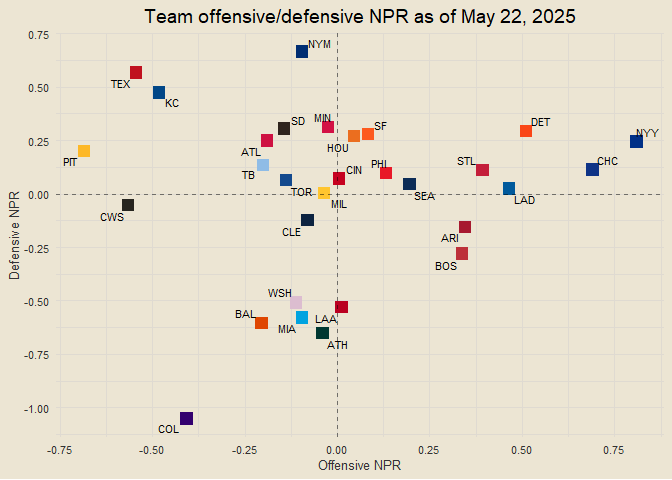 Team offensive/defensive NPR as of May 22, 2025
0.75
NYM
TEX
0.50
KC
SD
MIN
SF
DET
NYY
0.25
HOU
ATL
PIT
TB
CIN
PHI
STL
CHC
0.00
TOR
MIL
SEA
LAD
CWS
CLE
ARI
BOS
-0.25
Defensive NPR
-0.50
WSH
BAL
MIA
LAA
ATH
-0.75
-1.00
COL
-0.75 -0.50 -0.25 0.00 0.25 0.50 0.75
Offensive NPR